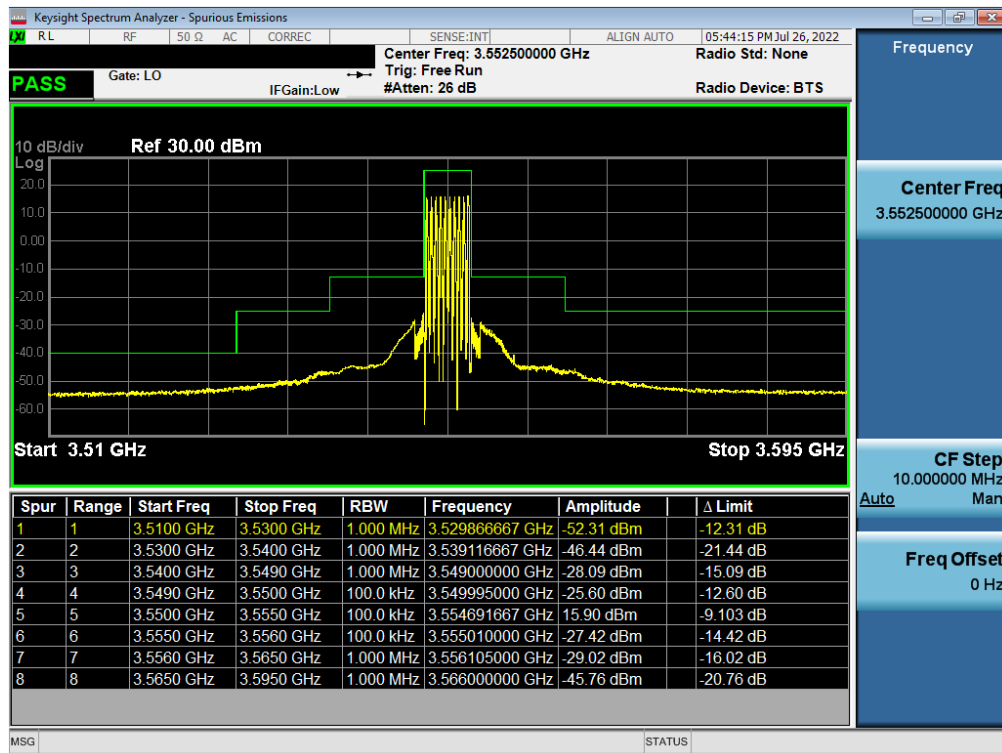 Keysight Spectrum Analyzer - Spurious Emissions
LXI RL RF 50 Ω AC CORREC SENSE:INT ALIGN AUTO 05:44:15 PM Jul 26, 2022
Center Freq: 3.552500000 GHz Radio Std: None
Gate: LO Trig: Free Run
PASS IFGain:Low #Atten: 26 dB Radio Device: BTS
Frequency
10 dB/div Ref 30.00 dBm
Log
20.0
10.0
0.00
-10.0
-20.0
-30.0
-40.0
-50.0
-60.0
Start 3.51 GHz Stop 3.595 GHz
Center Freq
3.552500000 GHz
CF Step
10.000000 MHz
Auto Man
Freq Offset
0 Hz
Spur Range Start Freq Stop Freq RBW Frequency Amplitude Δ Limit
1 1 3.5100 GHz 3.5300 GHz 1.000 MHz 3.529866667 GHz -52.31 dBm -12.31 dB
2 2 3.5300 GHz 3.5400 GHz 1.000 MHz 3.539116667 GHz -46.44 dBm -21.44 dB
3 3 3.5400 GHz 3.5490 GHz 1.000 MHz 3.549000000 GHz -28.09 dBm -15.09 dB
4 4 3.5490 GHz 3.5500 GHz 100.0 kHz 3.549995000 GHz -25.60 dBm -12.60 dB
5 5 3.5500 GHz 3.5550 GHz 100.0 kHz 3.554691667 GHz 15.90 dBm -9.103 dB
6 6 3.5550 GHz 3.5560 GHz 100.0 kHz 3.555010000 GHz -27.42 dBm -14.42 dB
7 7 3.5560 GHz 3.5650 GHz 1.000 MHz 3.556105000 GHz -29.02 dBm -16.02 dB
8 8 3.5650 GHz 3.5950 GHz 1.000 MHz 3.566000000 GHz -45.76 dBm -20.76 dB
MSG STATUS